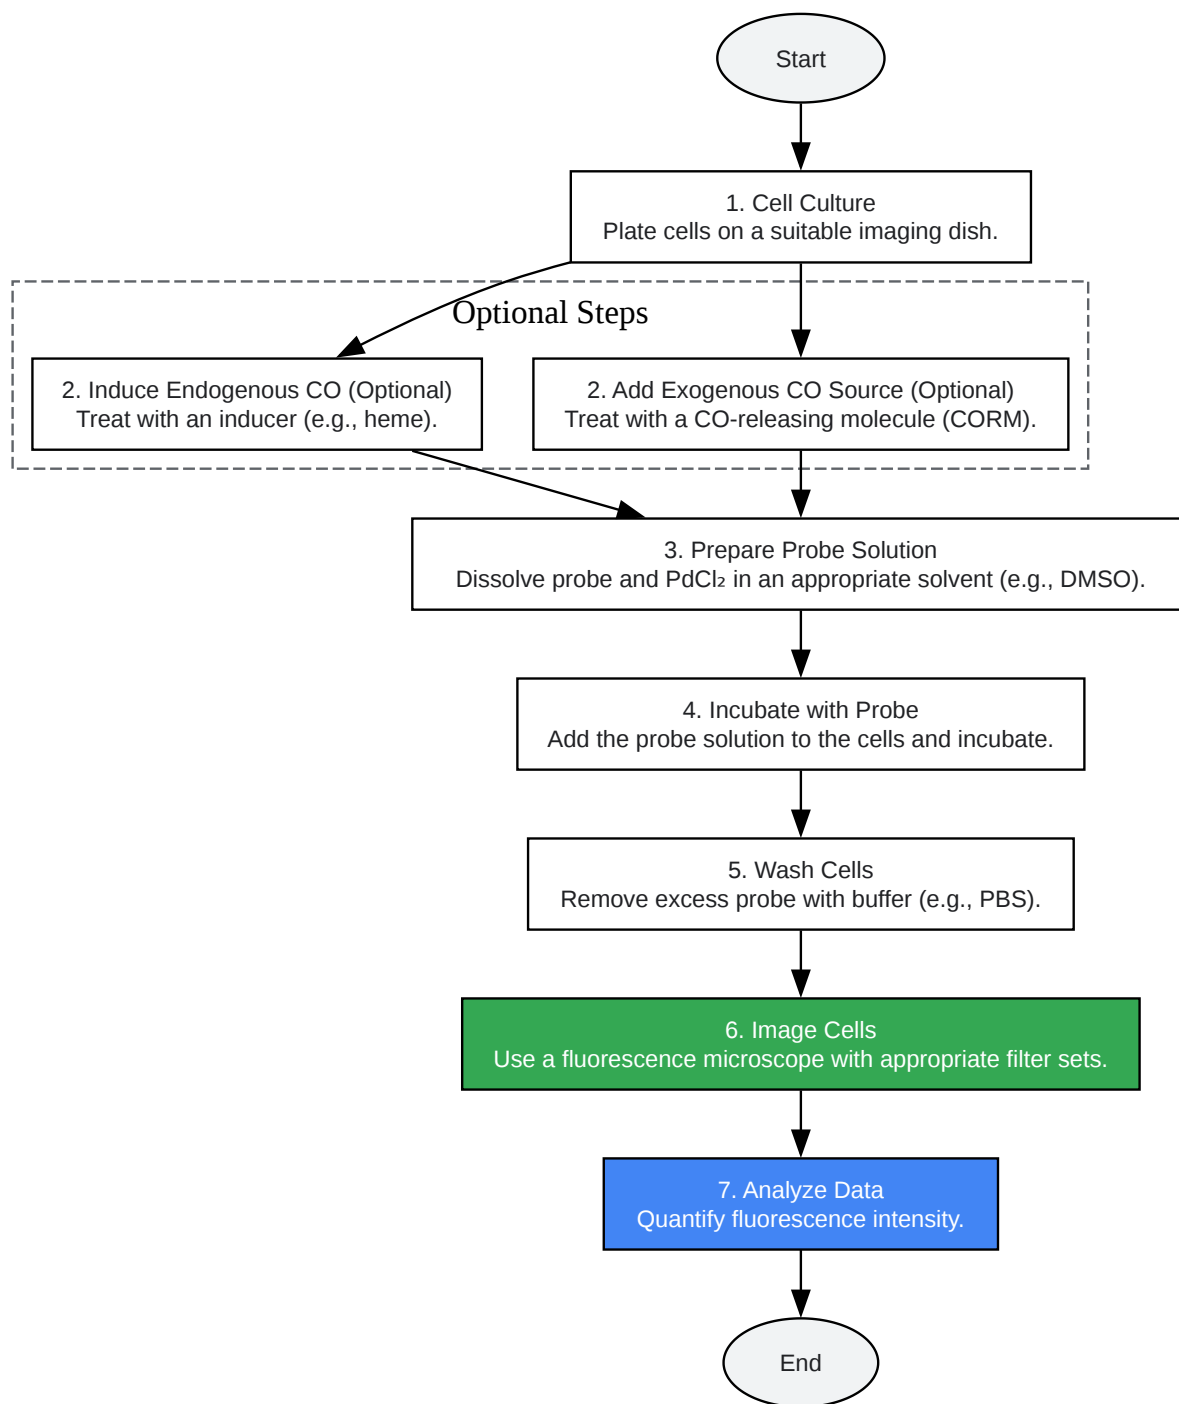 Start
1. Cell Culture
Plate cells on a suitable imaging dish.
Optional Steps
2. Induce Endogenous CO (Optional)
Treat with an inducer (e.g., heme).
2. Add Exogenous CO Source (Optional)
Treat with a CO-releasing molecule (CORM).
3. Prepare Probe Solution
Dissolve probe and PdCl₂ in an appropriate solvent (e.g., DMSO).
4. Incubate with Probe
Add the probe solution to the cells and incubate.
5. Wash Cells
Remove excess probe with buffer (e.g., PBS).
6. Image Cells
Use a fluorescence microscope with appropriate filter sets.
7. Analyze Data
Quantify fluorescence intensity.
End